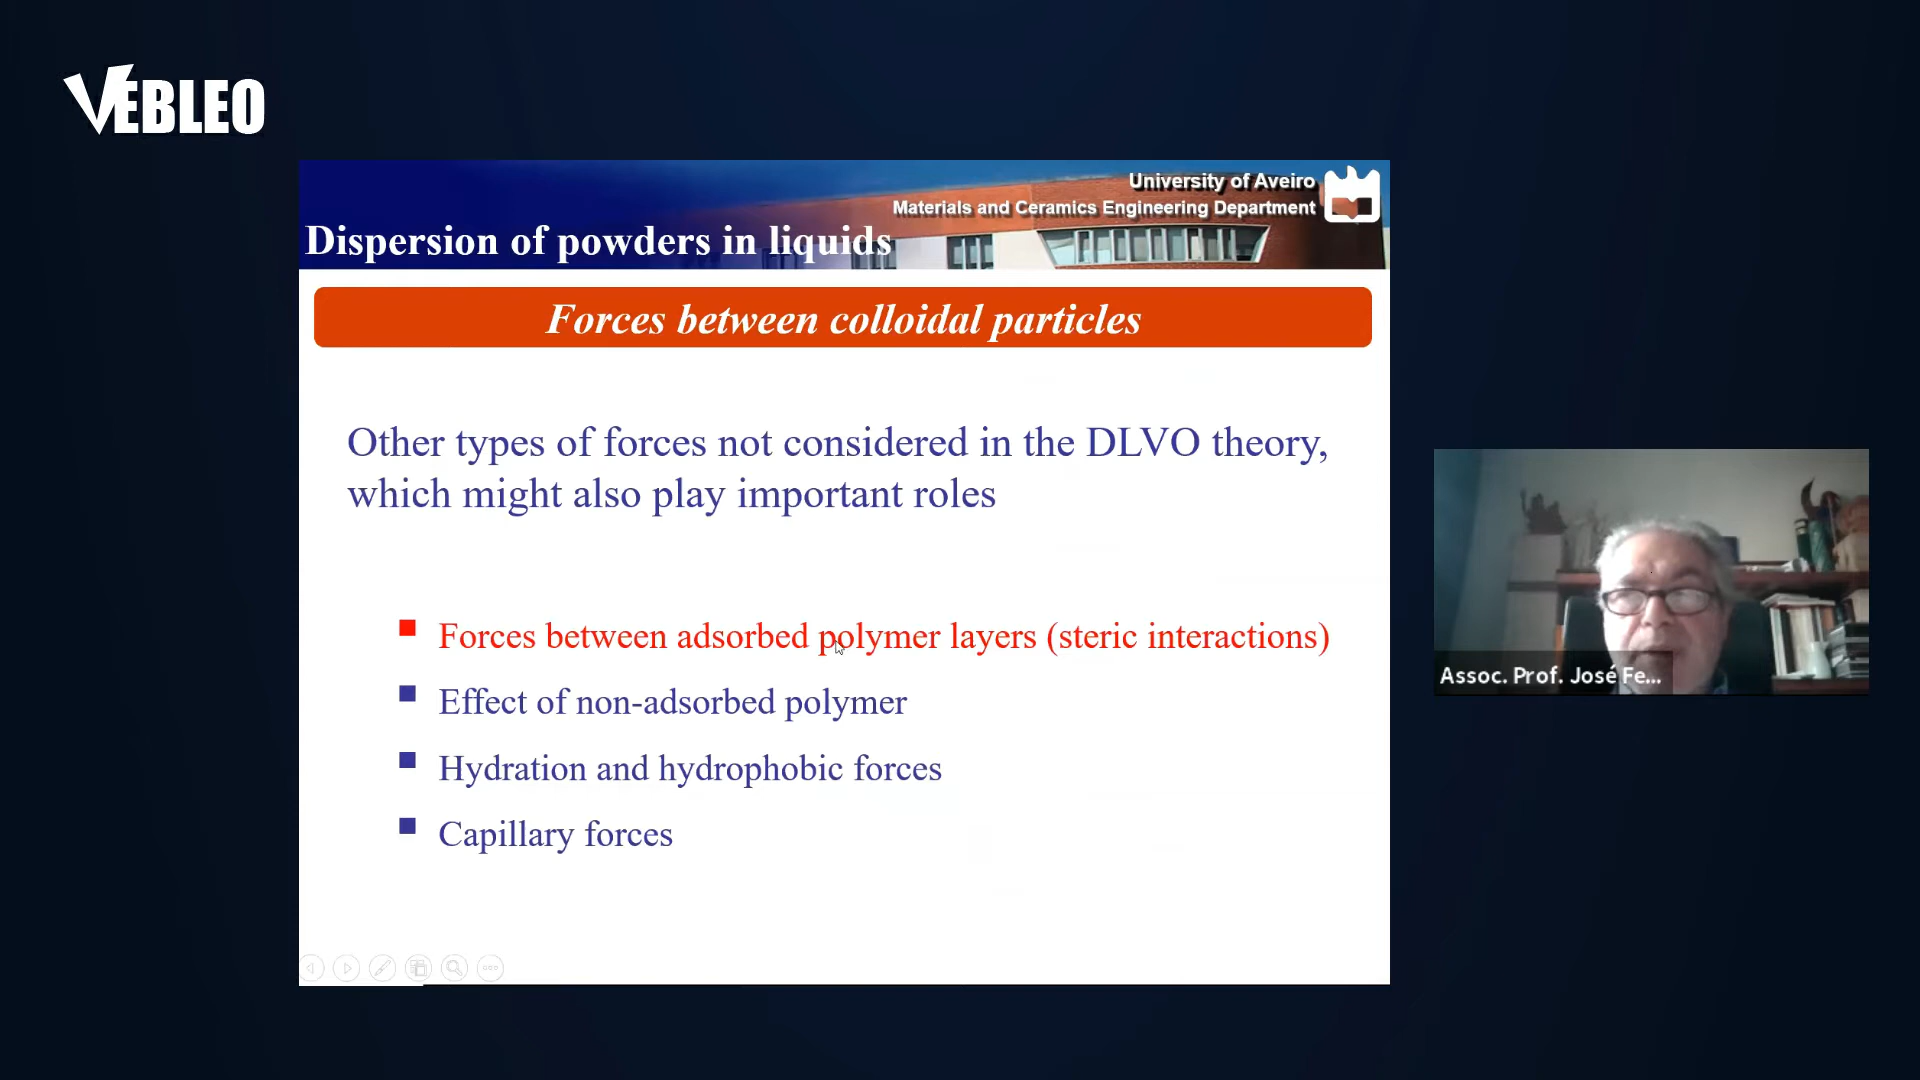 VEBLEO
University of Aveiro
Materials and Ceramics Engineering Department
Dispersion of powders in liquids
Forces between colloidal particles
Other types of forces not considered in the DLVO theory,
which might also play important roles
Forces between adsorbed polymer layers (steric interactions)
Effect of non-adsorbed polymer
Hydration and hydrophobic forces
Capillary forces
Assoc. Prof. José Fe...